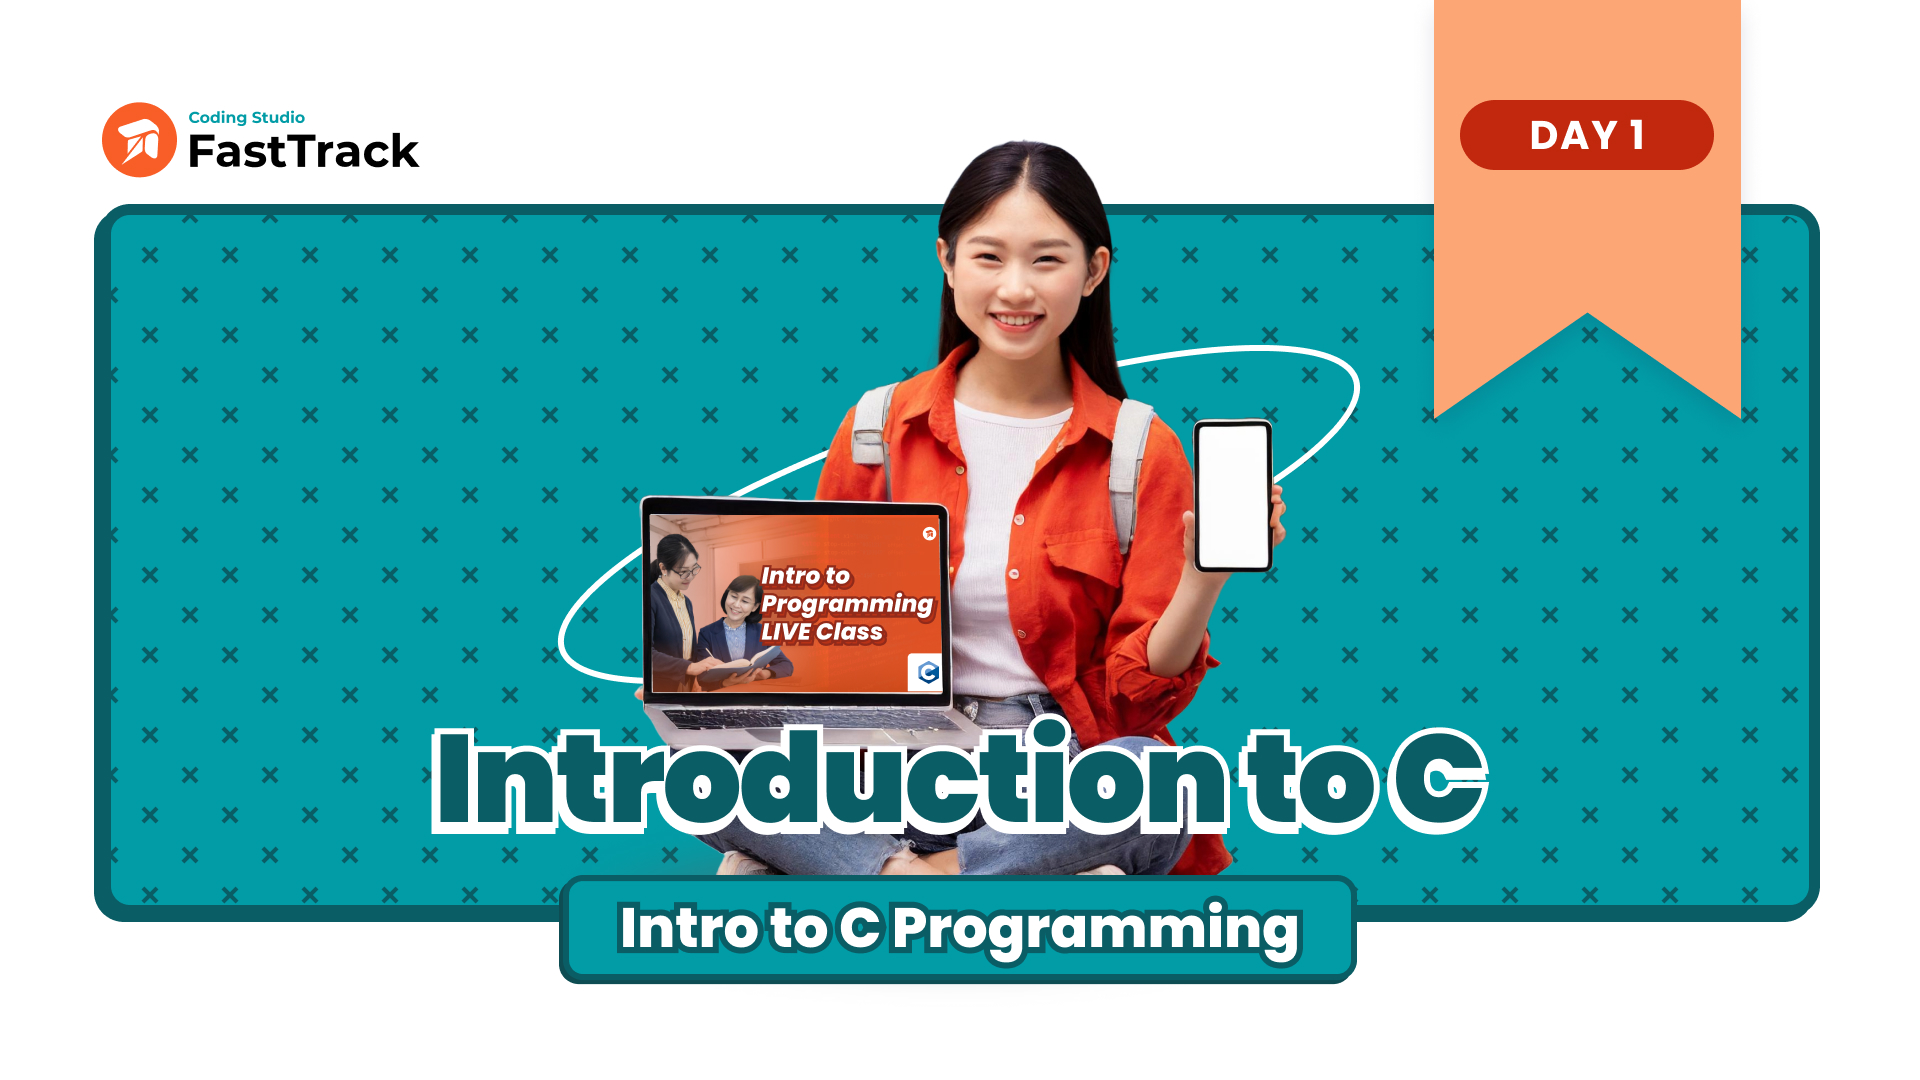 Coding Studio
FastTrack
DAY 1
Intro to
Programming
LIVE Class
C
Introduction to C
Intro to C Programming